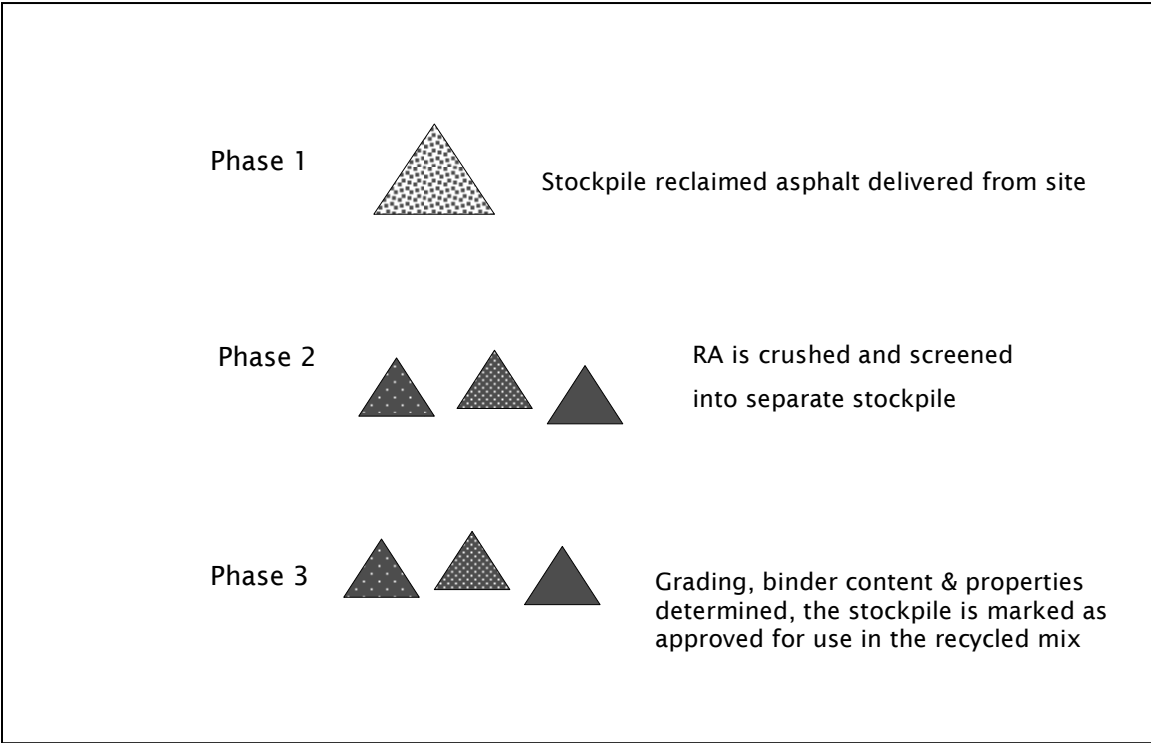 Phase 1
Stockpile reclaimed asphalt delivered from site
Phase 2
RA is crushed and screened
into separate stockpile
Phase 3
Grading, binder content & properties
determined, the stockpile is marked as
approved for use in the recycled mix